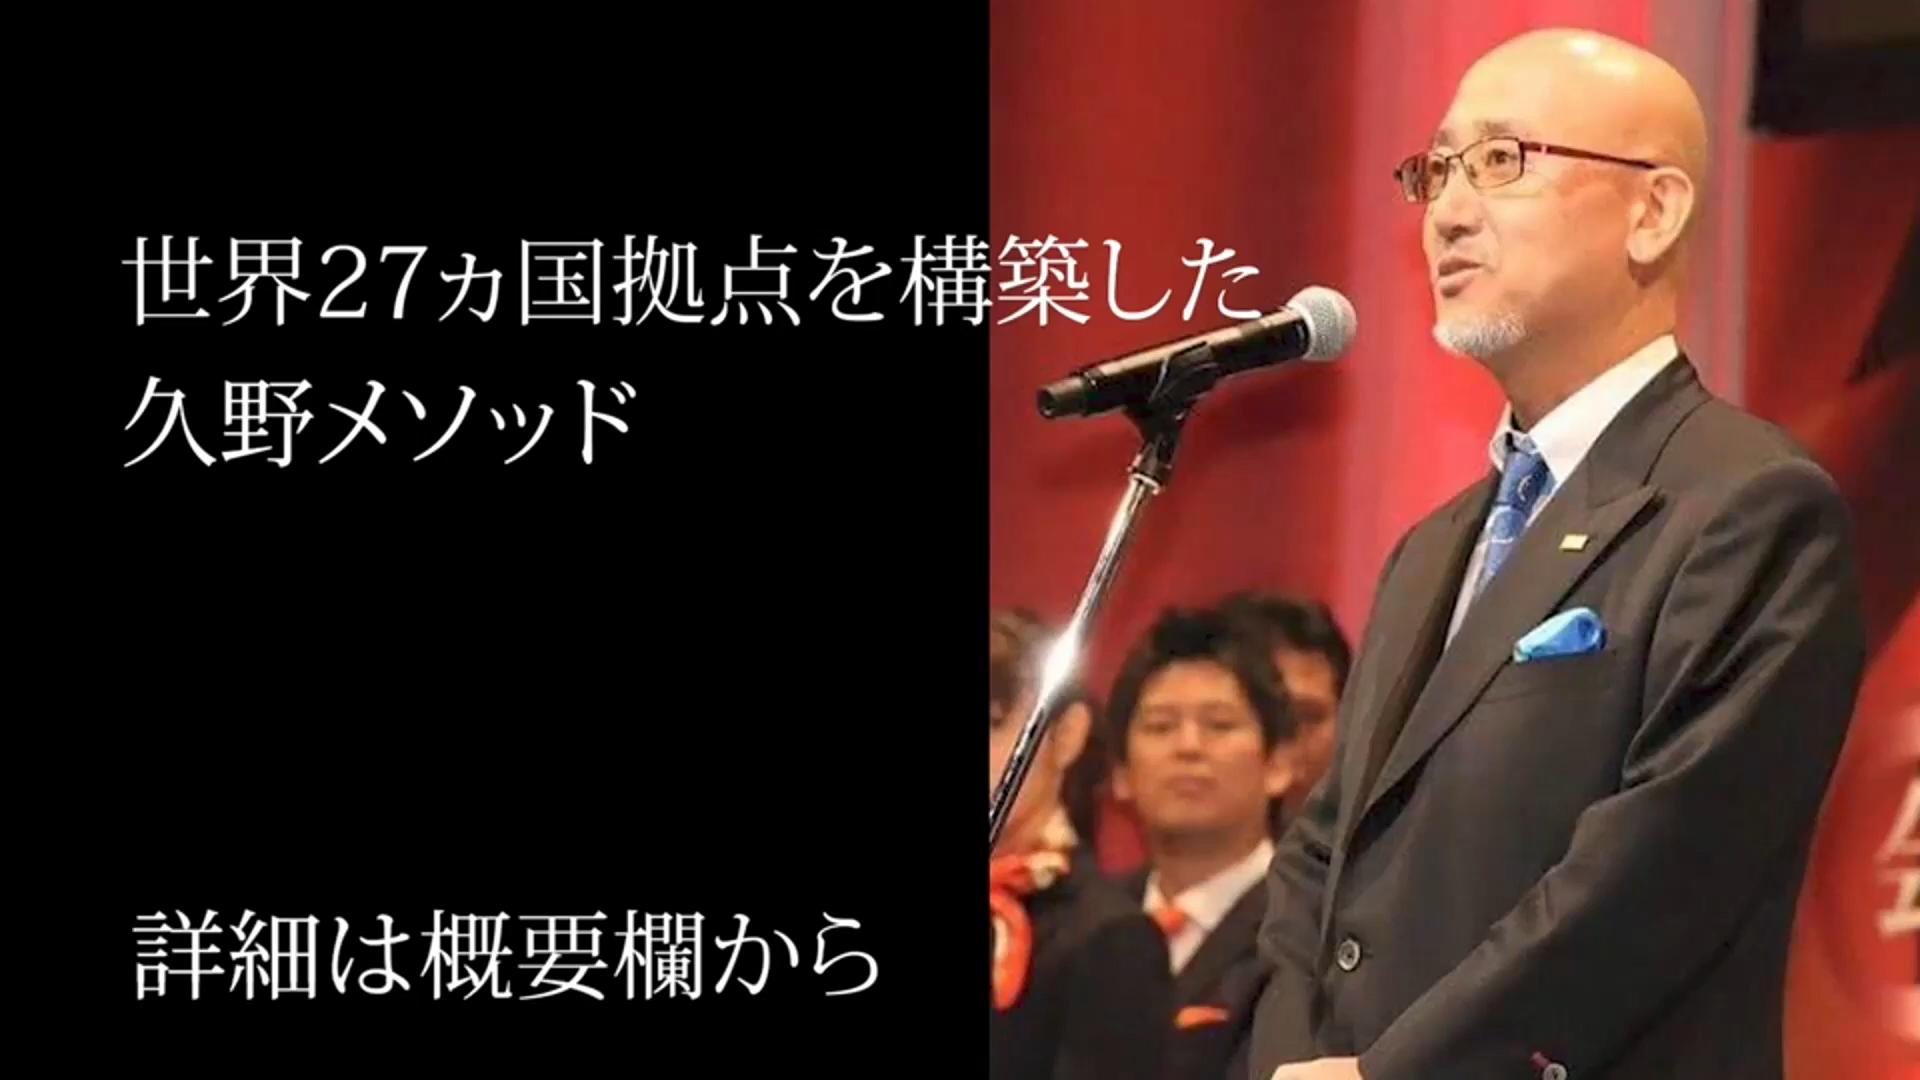 世界27ヵ国拠点を構築した
久野メソッド
詳細は概要欄から